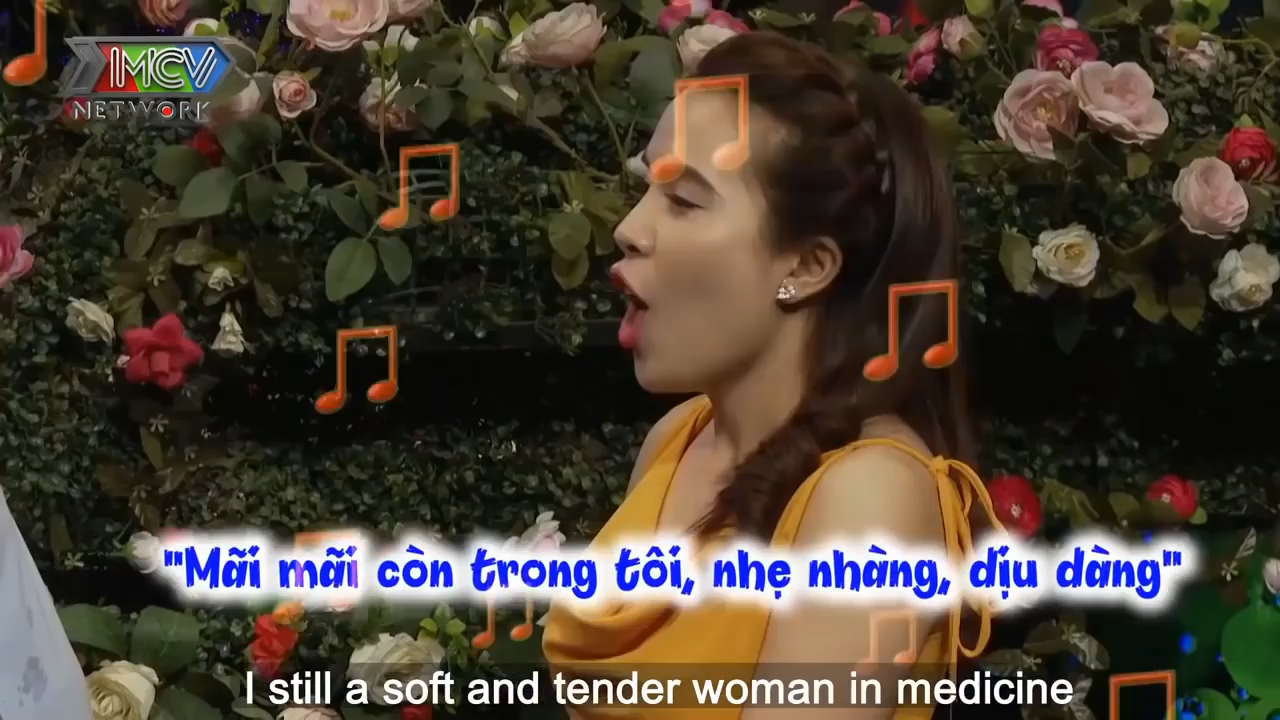 MCV
NETWORK
"Mãi mãi còn trong tôi, nhẹ nhàng, dịu dàng"
I still a soft and tender woman in medicine